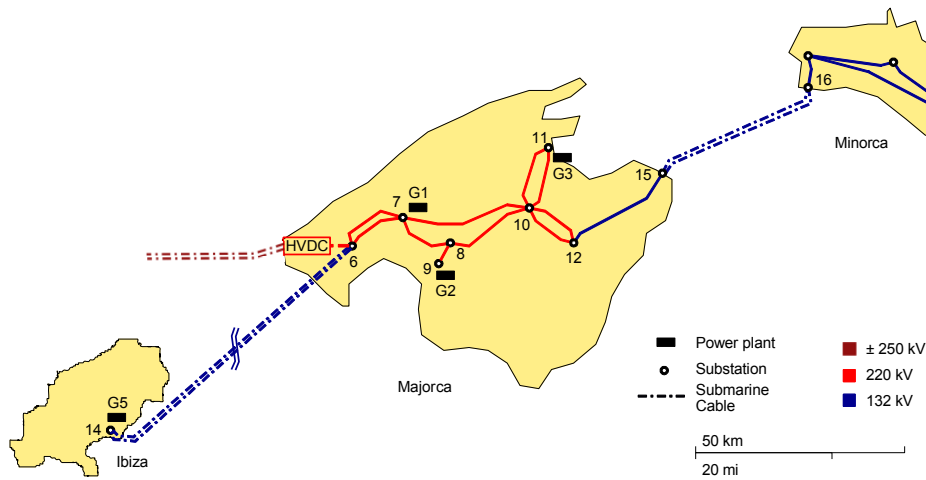 16
Minorca
11
G3
15
G1
7
10
HVDC
6
8
12
9
G2
Power plant
± 250 kV
Substation
220 kV
Submarine
Cable
132 kV
Majorca
G5
14
50 km
Ibiza
20 mi